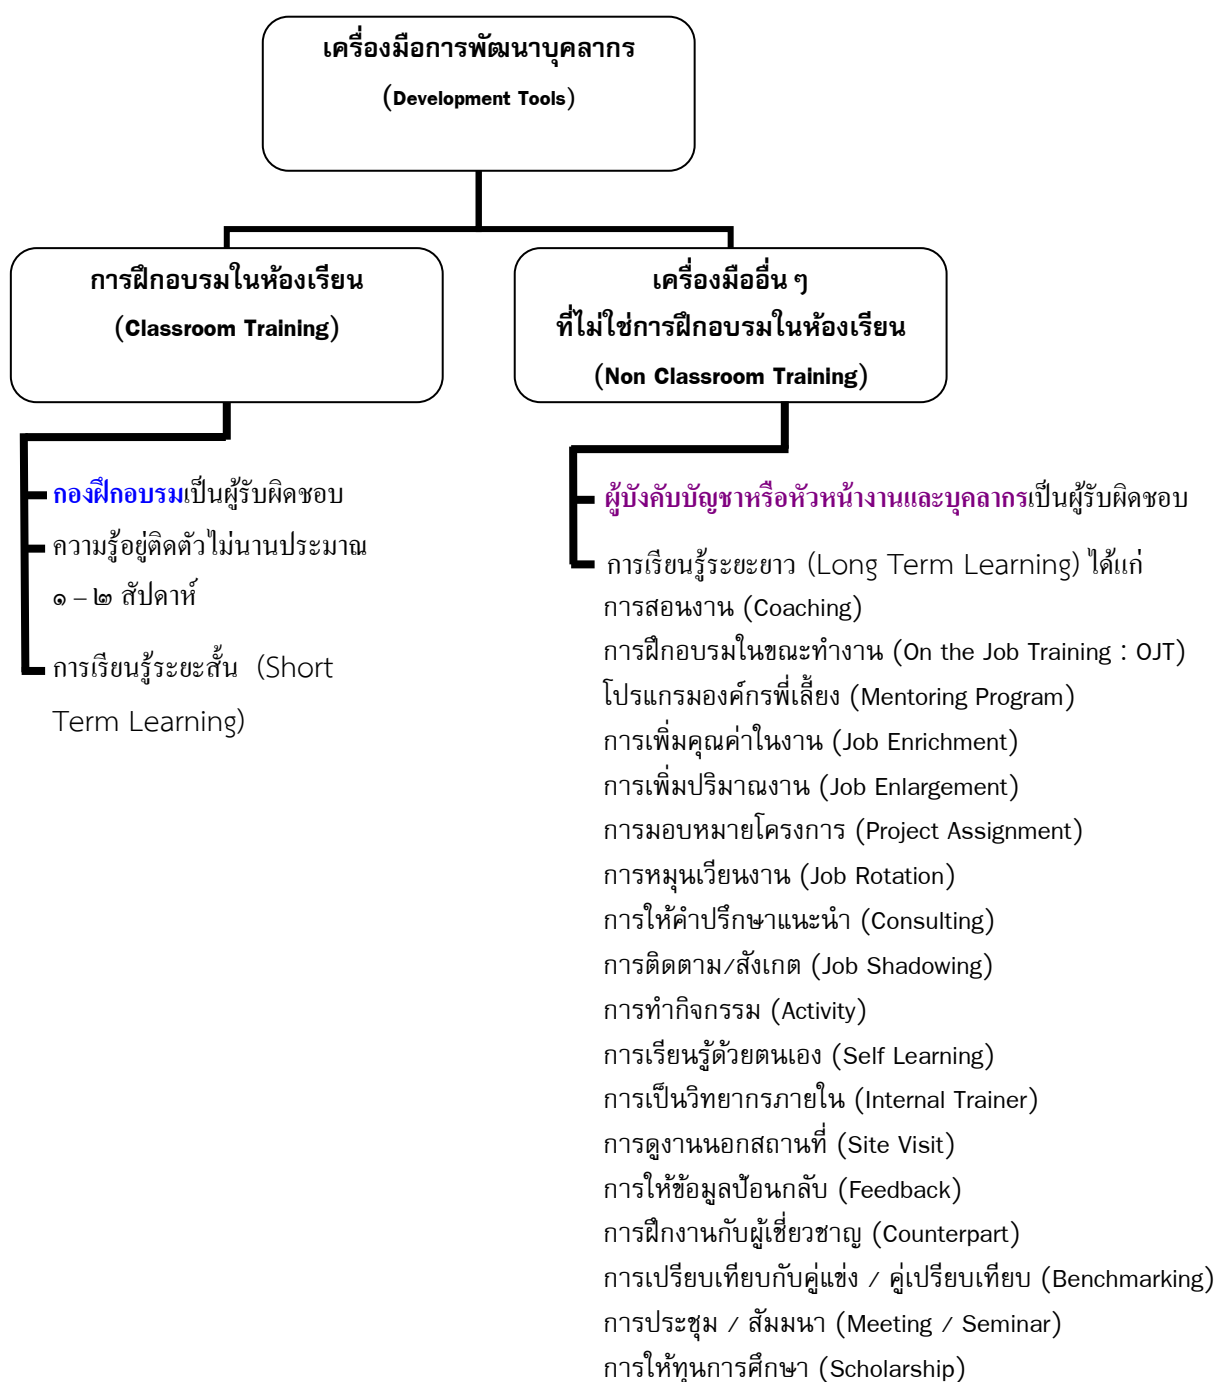 เครื่องมือการพัฒนาบุคลากร
(Development Tools)
การฝึกอบรมในห้องเรียน
(Classroom Training)
เครื่องมืออื่น ๆ
ที่ไม่ใช่การฝึกอบรมในห้องเรียน
(Non Classroom Training)
กองฝึกอบรมเป็นผู้รับผิดชอบ
ความรู้อยู่ติดตัวไม่นานประมาณ
๑ – ๒ สัปดาห์
การเรียนรู้ระยะสั้น (Short
Term Learning)
ผู้บังคับบัญชาหรือหัวหน้างานและบุคลากรเป็นผู้รับผิดชอบ
การเรียนรู้ระยะยาว (Long Term Learning) ได้แก่
การสอนงาน (Coaching)
การฝึกอบรมในขณะทำงาน (On the Job Training : OJT)
โปรแกรมองค์กรพี่เลี้ยง (Mentoring Program)
การเพิ่มคุณค่าในงาน (Job Enrichment)
การเพิ่มปริมาณงาน (Job Enlargement)
การมอบหมายโครงการ (Project Assignment)
การหมุนเวียนงาน (Job Rotation)
การให้คำปรึกษาแนะนำ (Consulting)
การติดตาม/สังเกต (Job Shadowing)
การทำกิจกรรม (Activity)
การเรียนรู้ด้วยตนเอง (Self Learning)
การเป็นวิทยากรภายใน (Internal Trainer)
การดูงานนอกสถานที่ (Site Visit)
การให้ข้อมูลป้อนกลับ (Feedback)
การฝึกงานกับผู้เชี่ยวชาญ (Counterpart)
การเปรียบเทียบกับคู่แข่ง / คู่เปรียบเทียบ (Benchmarking)
การประชุม / สัมมนา (Meeting / Seminar)
การให้ทุนการศึกษา (Scholarship)